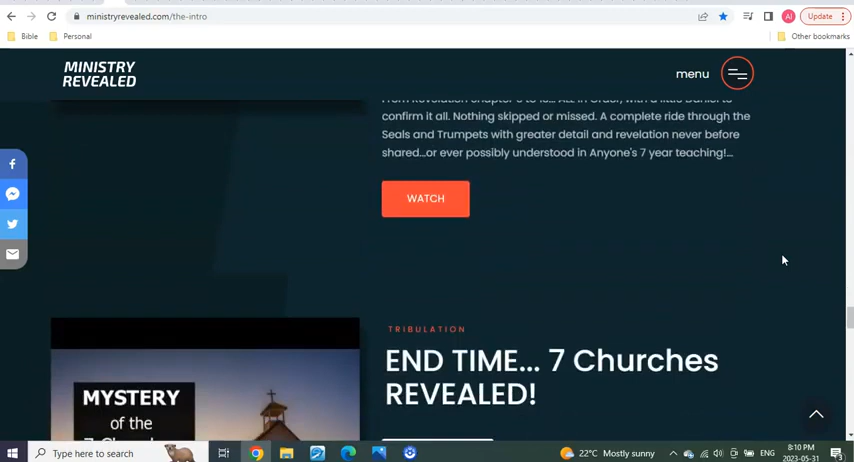 ministryrevealed.com/the-intro
Update
Bible
Personal
Other bookmarks
MINISTRY
REVEALED
menu
to confirm it all. Nothing skipped or missed. A complete ride through the
Seals and Trumpets with greater detail and revelation never before
shared...or ever possibly understood in Anyone's 7 year teaching!...
WATCH
TRIBULATION
END TIME... 7 Churches
REVEALED!
MYSTERY
of the
Type here to search
22°C Mostly sunny
ENG
8:10 PM
2023-05-31